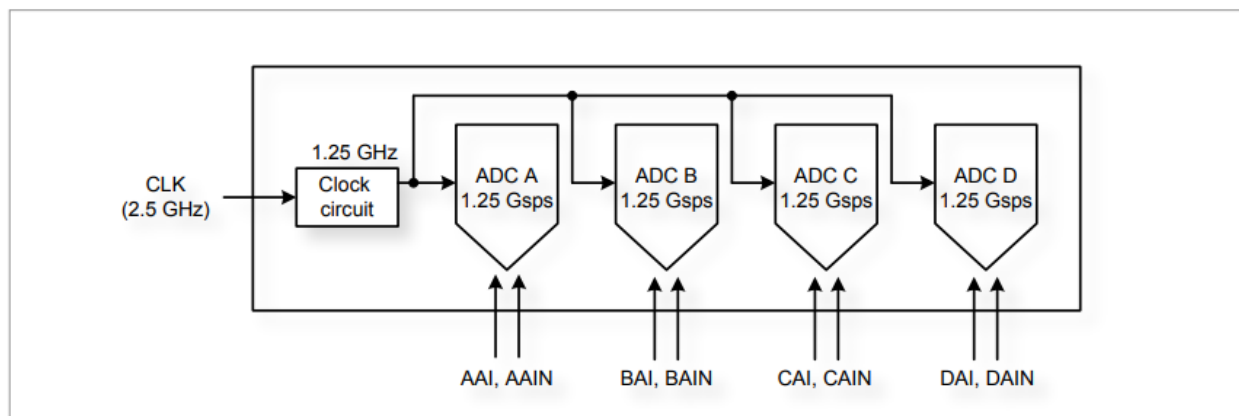 1.25 GHz
CLK
(2.5 GHz)
Clock
circuit
ADC A
1.25 Gsps
ADC B
1.25 Gsps
ADC C
1.25 Gsps
ADC D
1.25 Gsps
AAI, AAIN
BAI, BAIN
CAI, CAIN
DAI, DAIN